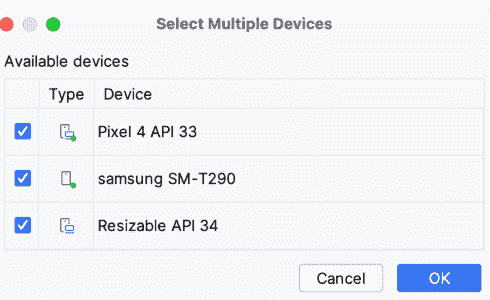 Select Multiple Devices
Available devices
Type Device
Pixel 4 API 33
samsung SM-T290
Resizable API 34
Cancel OK